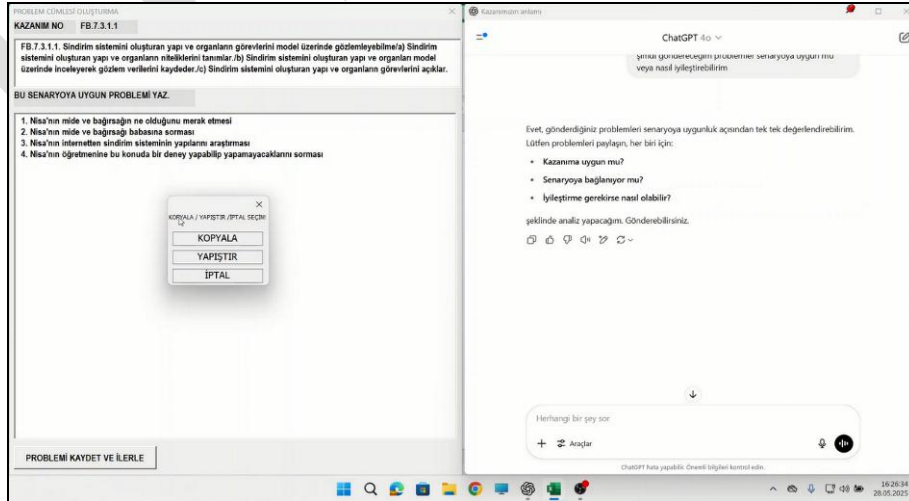 PROBLEM CÜMLESİ OLUŞTURMA
KAZANIM NO FB.7.3.1.1
FB.7.3.1.1. Sindirim sistemini oluşturan yapı ve organların görevlerini model üzerinde gözlemleyebilme/a) Sindirim
sistemini oluşturan yapı ve organların niteliklerini tanımlar./b) Sindirim sistemini oluşturan yapı ve organları model
üzerinde inceleyerek gözlem verilerini kaydeder./c) Sindirim sistemini oluşturan yapı ve organların görevlerini açıklar.
BU SENARYOYA UYGUN PROBLEMİ YAZ.
1. Nisa'nın mide ve bağırsağın ne olduğunu merak etmesi
2. Nisa'nın mide ve bağırsağı babasına sorması
3. Nisa'nın internetten sindirim sisteminin yapılarını araştırması
4. Nisa'nın öğretmenine bu konuda bir deney yapabilip yapamayacaklarını sorması
KOPYALA / YAPIŞTIR /İPTAL SEÇİMİ
KOPYALA
YAPIŞTIR
İPTAL
PROBLEMİ KAYDET VE İLERLE
Kazanımızın anlamı
ChatGPT 4o
şimdi göndereceğim problemler senaryoya uygun mu
veya nasıl iyileştirebilirim
Evet, gönderdiğiniz problemleri senaryoya uygunluk açısından tek tek değerlendirebilirim.
Lütfen problemleri paylaşın, her biri için:
• Kazanıma uygun mu?
• Senaryoya bağlanıyor mu?
• İyileştirme gerekirse nasıl olabilir?
şeklinde analiz yapacağım. Gönderebilirsiniz.
Herhangi bir şey sor
Araçlar
ChatGPT hata yapabilir. Önemli bilgileri kontrol edin.
16:26:34
28.05.2025